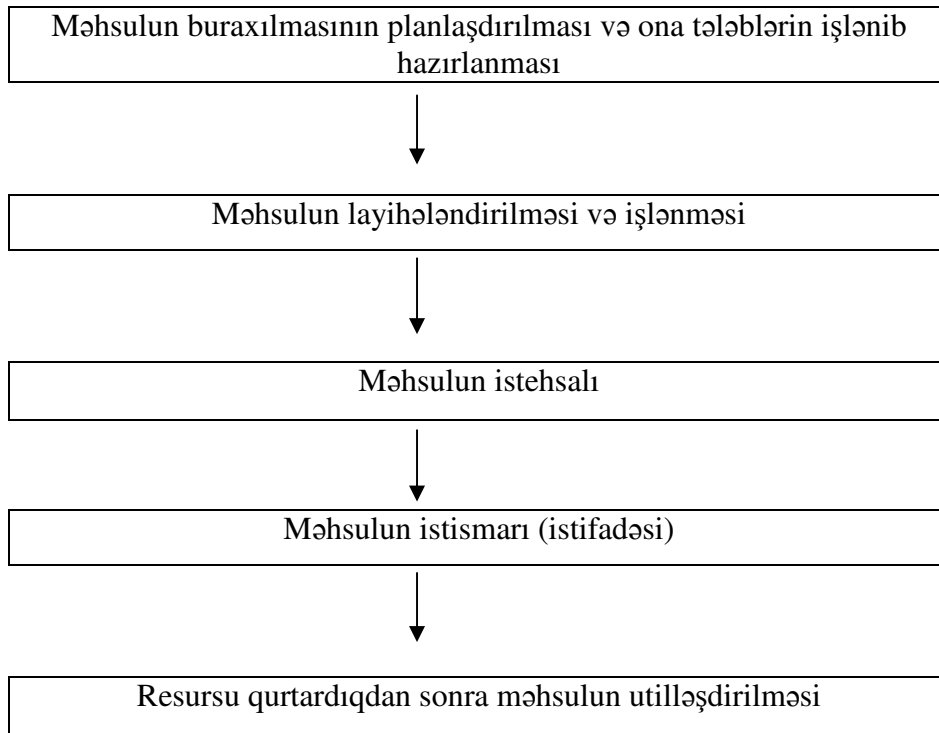 Məhsulun buraxılmasının planlaşdırılması və ona tələblərin işlənib
hazırlanması
Məhsulun layihələndirilməsi və işlənməsi
Məhsulun istehsalı
Məhsulun istismarı (istifadəsi)
Resursu qurtardıqdan sonra məhsulun utilləşdirilməsi